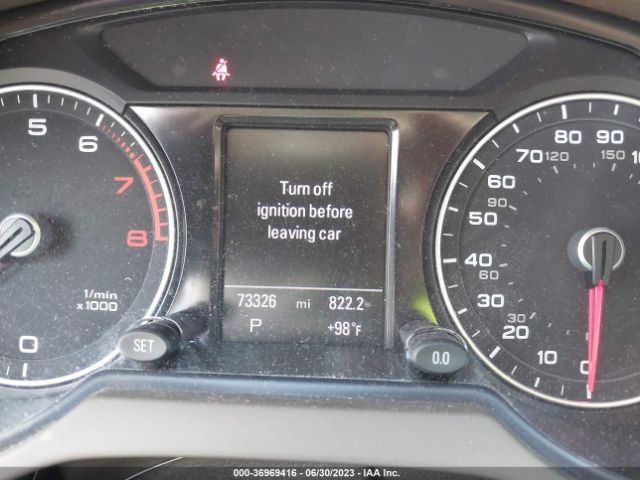 5
6
7
8
1/min
x1000
0
SET
Turn off
ignition before
leaving car
73326 mi 822.2
P +98°F
0.0
80 90
70 120 150
60
50 90
40 60
30 30
20
10
0
000-36969416 - 06/30/2023 - IAA Inc.